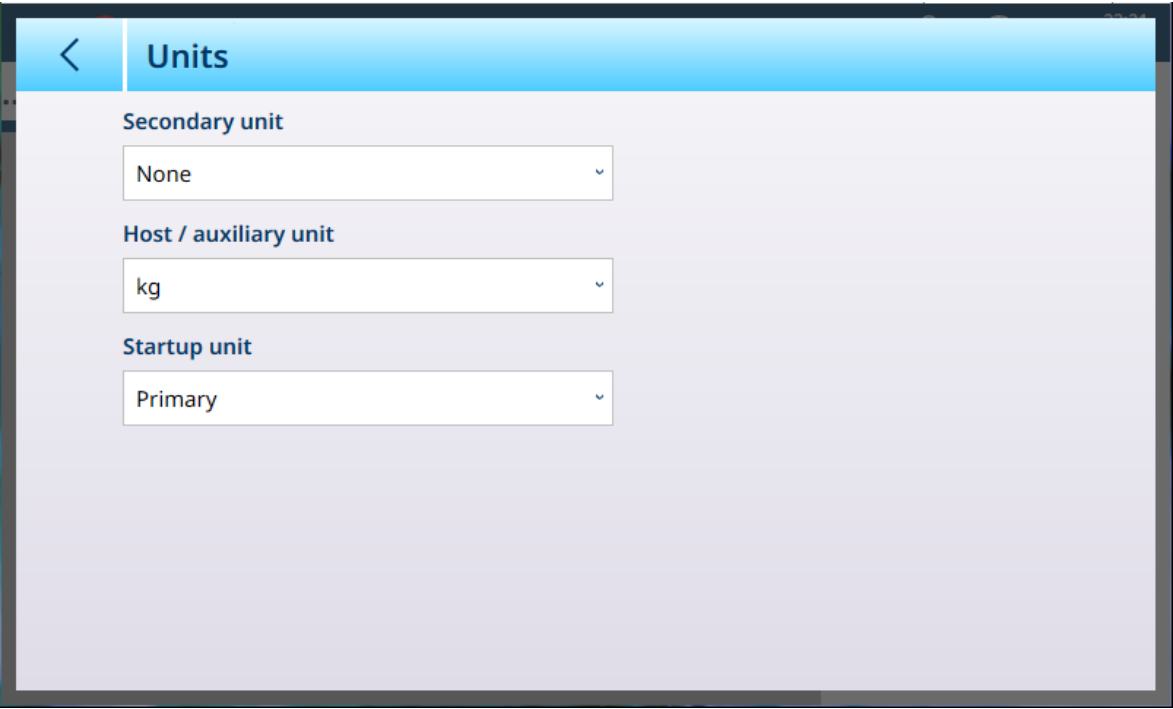 Units
Secondary unit
None
Host / auxiliary unit
kg
Startup unit
Primary